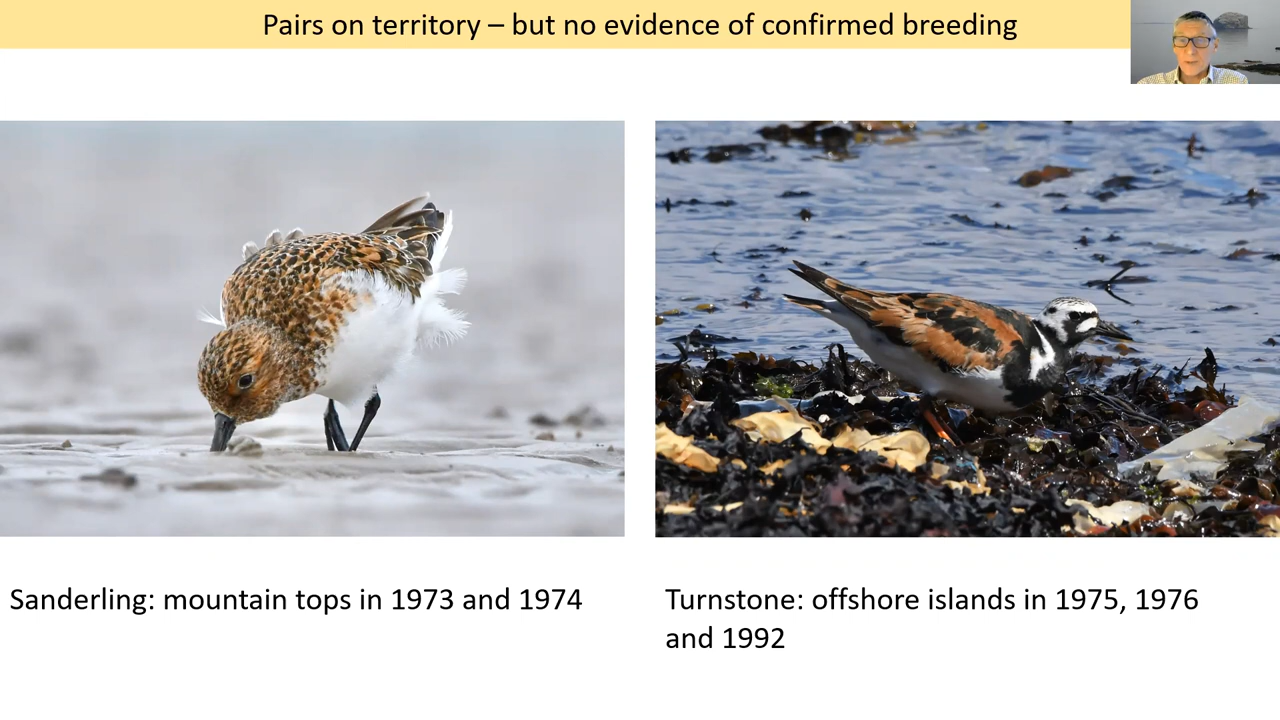 Pairs on territory – but no evidence of confirmed breeding
Sanderling: mountain tops in 1973 and 1974
Turnstone: offshore islands in 1975, 1976
and 1992